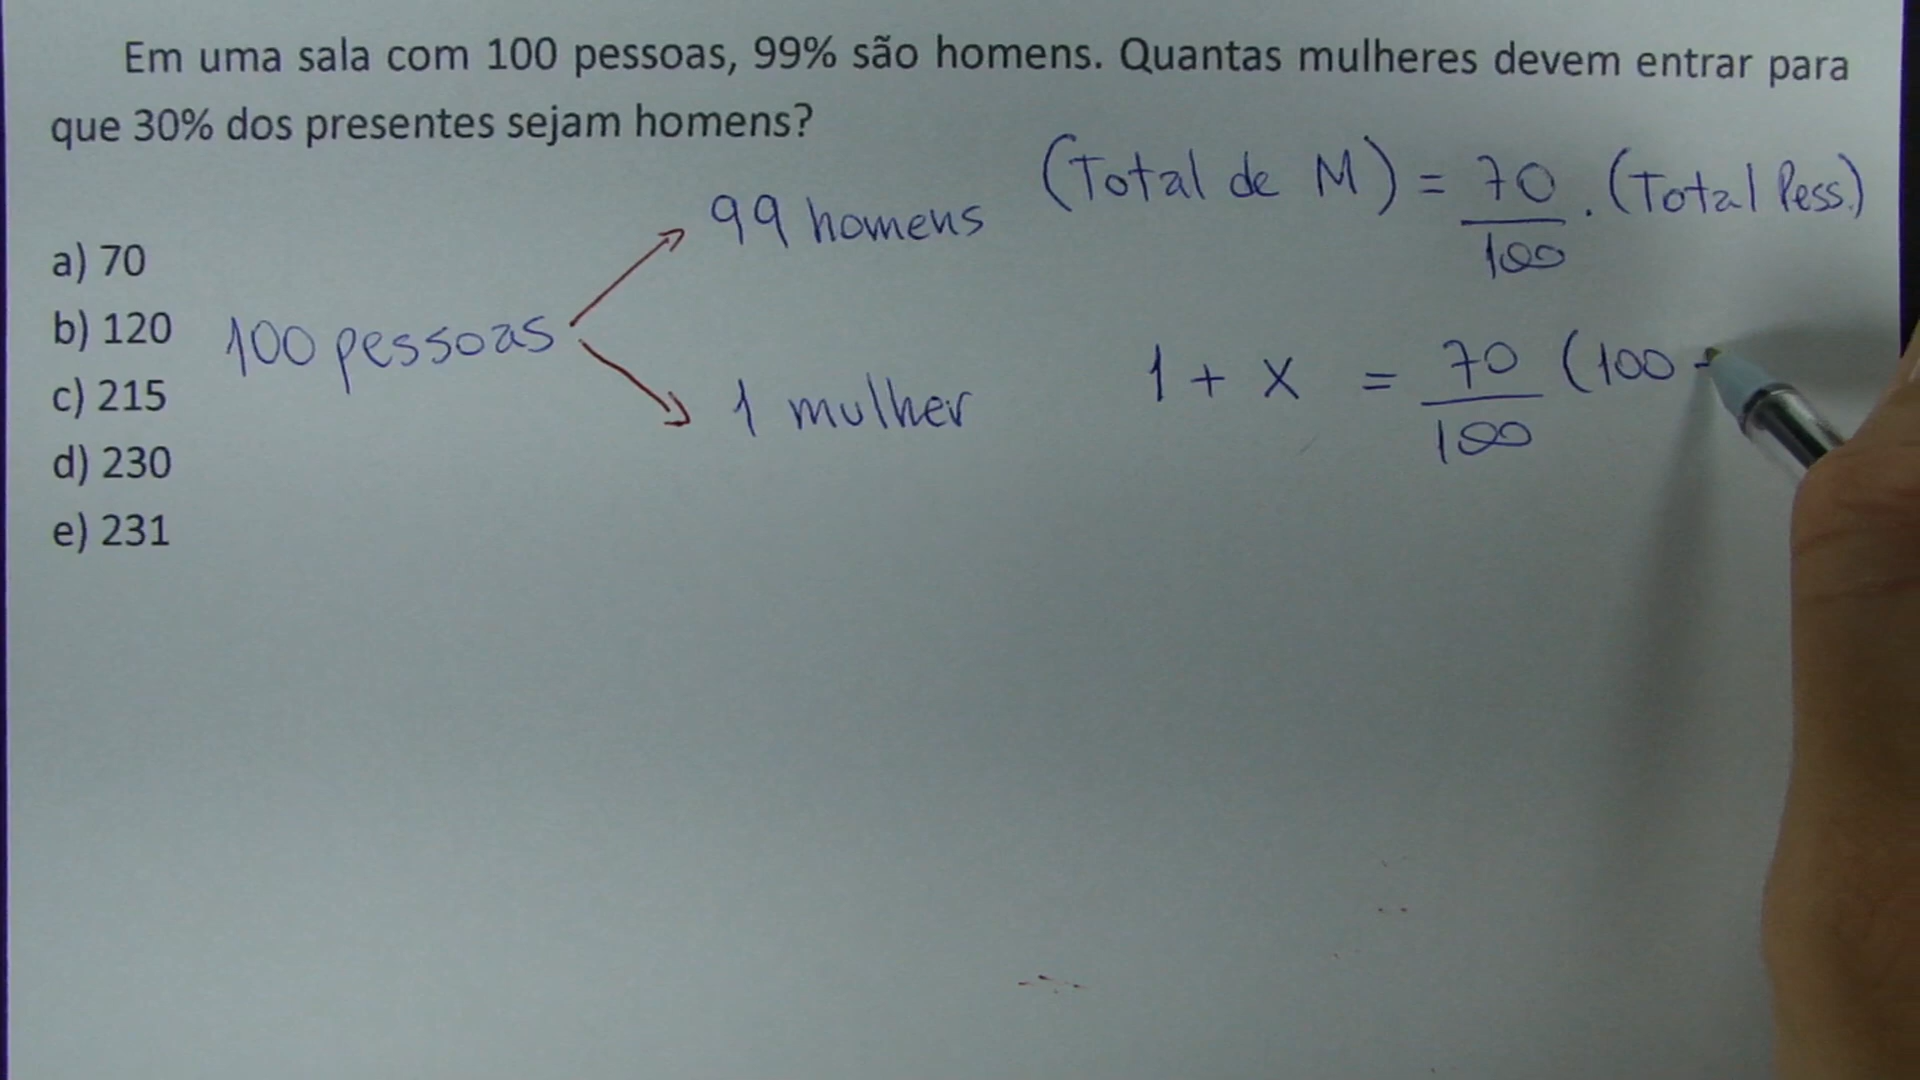 Em uma sala com 100 pessoas, 99% são homens. Quantas mulheres devem entrar para
que 30% dos presentes sejam homens?
(Total de M) = 70/100 . (Total Pess.)
99 homens
a) 70
b) 120
100 pessoas
1 + x = 70/100 (100
c) 215
1 mulher
d) 230
e) 231